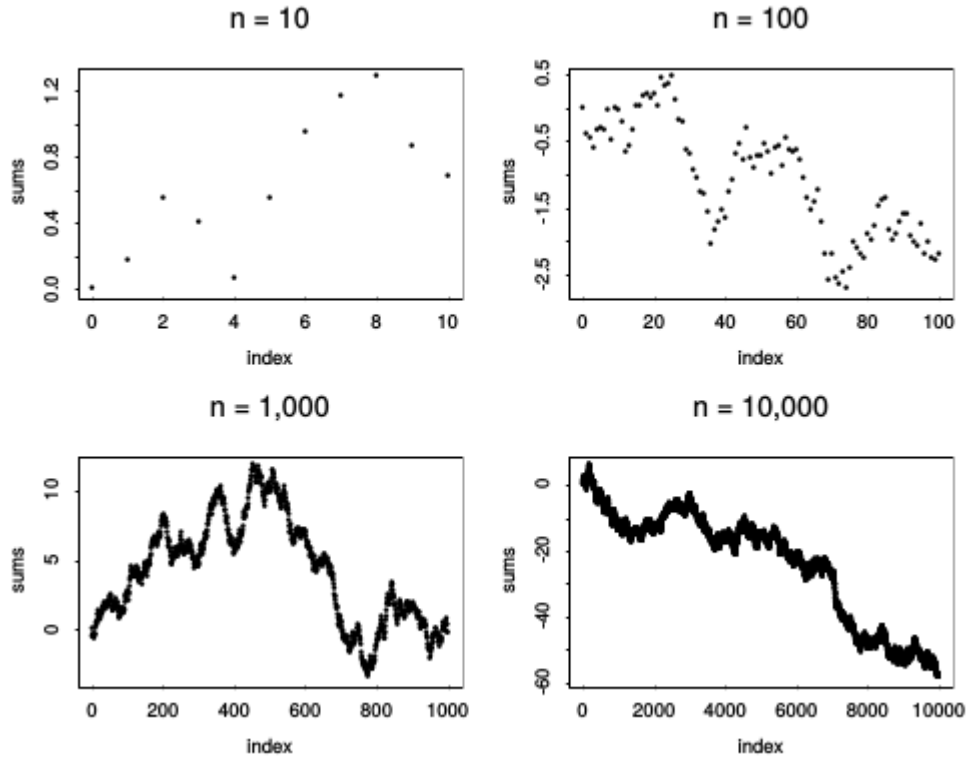 n = 10
sums
0.0 0.4 0.8 1.2
0 2 4 6 8 10
index
n = 100
sums
-2.5 -1.5 -0.5 0.5
0 20 40 60 80 100
index
n = 1,000
sums
0 5 10
0 200 400 600 800 1000
index
n = 10,000
sums
-60 -40 -20 0
0 2000 4000 6000 8000 10000
index